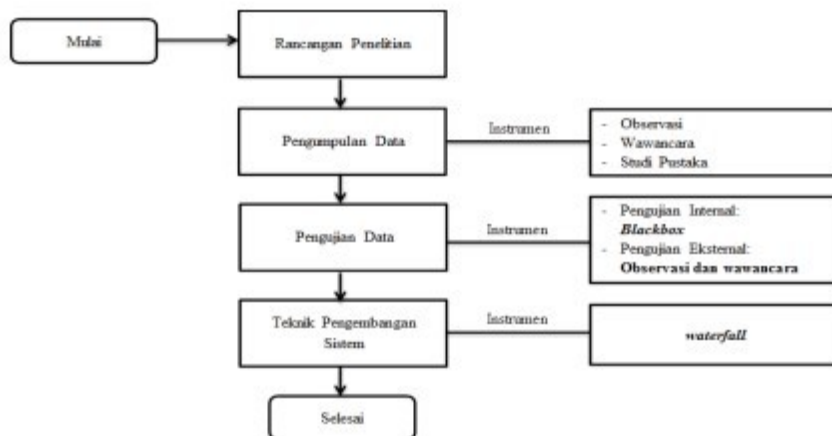 Mulai
Rancangan Penelitian
Pengumpulan Data
Instrumen
- Observasi
- Wawancara
- Studi Pustaka
Pengujian Data
Instrumen
- Pengujian Internal:
Blackbox
- Pengujian Eksternal:
Observasi dan wawancara
Teknik Pengembangan
Sistem
Instrumen
waterfall
Selesai